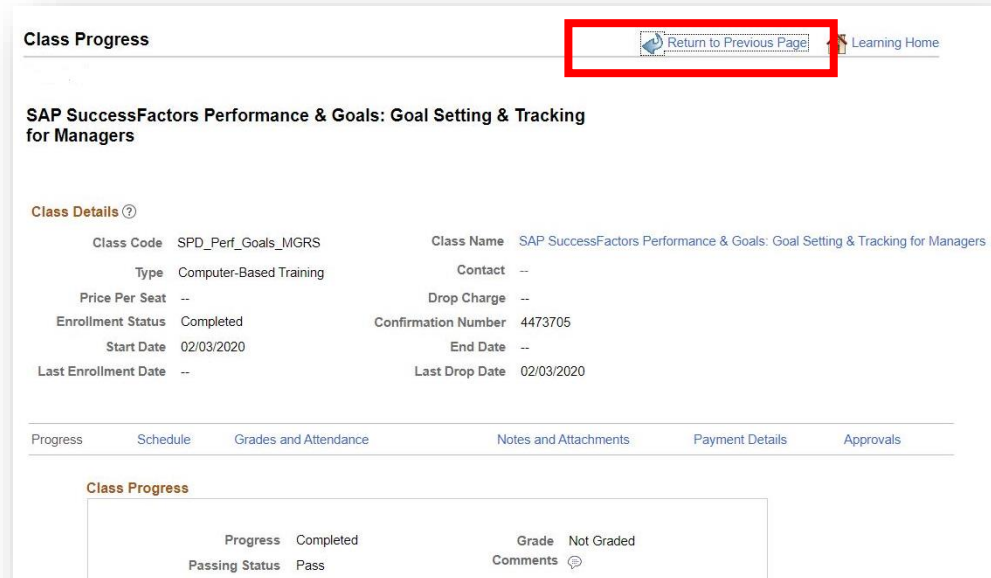 Class Progress Return to Previous Page Learning Home
SAP SuccessFactors Performance & Goals: Goal Setting & Tracking
for Managers
Class Details ?
Class Code SPD_Perf_Goals_MGRS Class Name SAP SuccessFactors Performance & Goals: Goal Setting & Tracking for Managers
Type Computer-Based Training Contact --
Price Per Seat -- Drop Charge --
Enrollment Status Completed Confirmation Number 4473705
Start Date 02/03/2020 End Date --
Last Enrollment Date -- Last Drop Date 02/03/2020
Progress Schedule Grades and Attendance Notes and Attachments Payment Details Approvals
Class Progress
Progress Completed Grade Not Graded
Passing Status Pass Comments